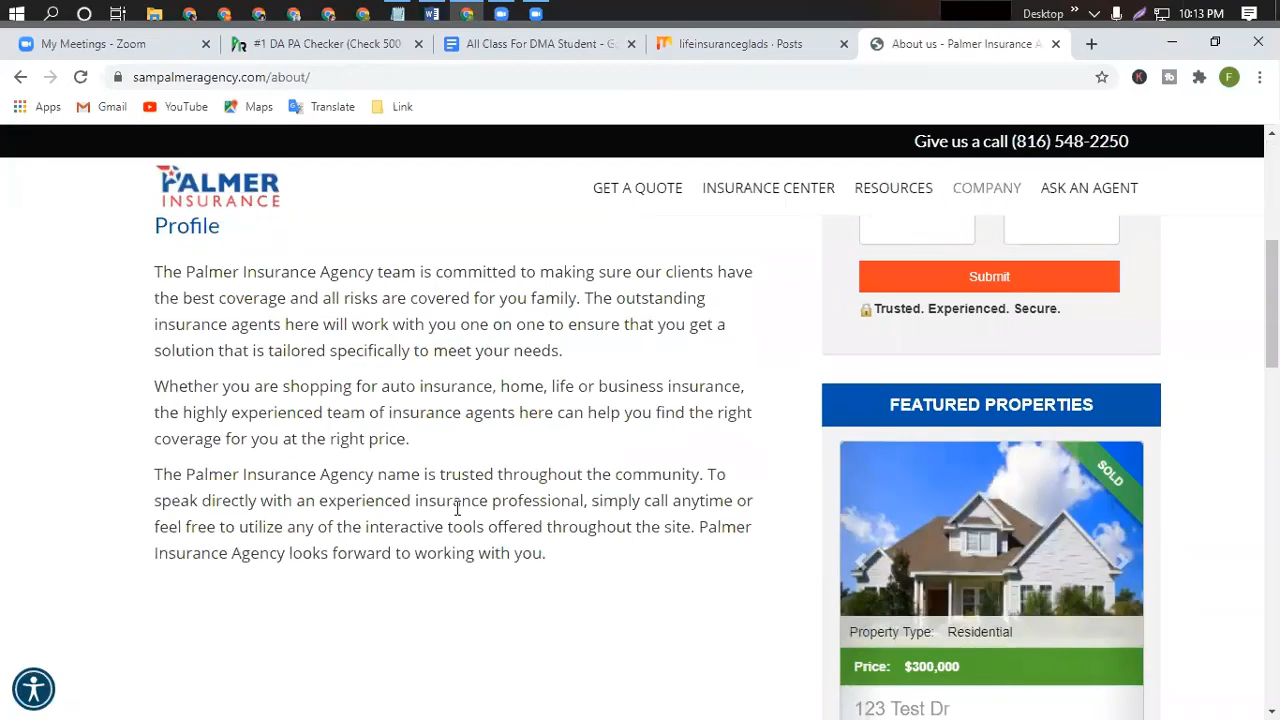 Desktop
10:13 PM
My Meetings - Zoom
#1 DA PA Checker (Check 500
All Class For DMA Student - G
lifeinsuranceglads · Posts
About us - Palmer Insurance A
sampalmeragency.com/about/
F
Apps
Gmail
YouTube
Maps
Translate
Link
Give us a call (816) 548-2250
PALMER
INSURANCE
GET A QUOTE
INSURANCE CENTER
RESOURCES
COMPANY
ASK AN AGENT
Profile
The Palmer Insurance Agency team is committed to making sure our clients have
the best coverage and all risks are covered for you family. The outstanding
insurance agents here will work with you one on one to ensure that you get a
solution that is tailored specifically to meet your needs.
Whether you are shopping for auto insurance, home, life or business insurance,
the highly experienced team of insurance agents here can help you find the right
coverage for you at the right price.
The Palmer Insurance Agency name is trusted throughout the community. To
speak directly with an experienced insurance professional, simply call anytime or
feel free to utilize any of the interactive tools offered throughout the site. Palmer
Insurance Agency looks forward to working with you.
Submit
Trusted. Experienced. Secure.
FEATURED PROPERTIES
SOLD
Property Type: Residential
Price: $300,000
123 Test Dr